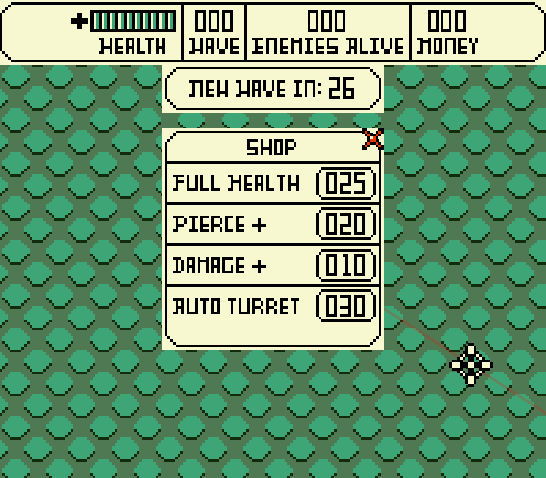 000 000 000
HEALTH WAVE ENEMIES ALIVE MONEY
NEW WAVE IN: 26
SHOP
FULL HEALTH 025
PIERCE + 020
DAMAGE + 010
AUTO TURRET 030